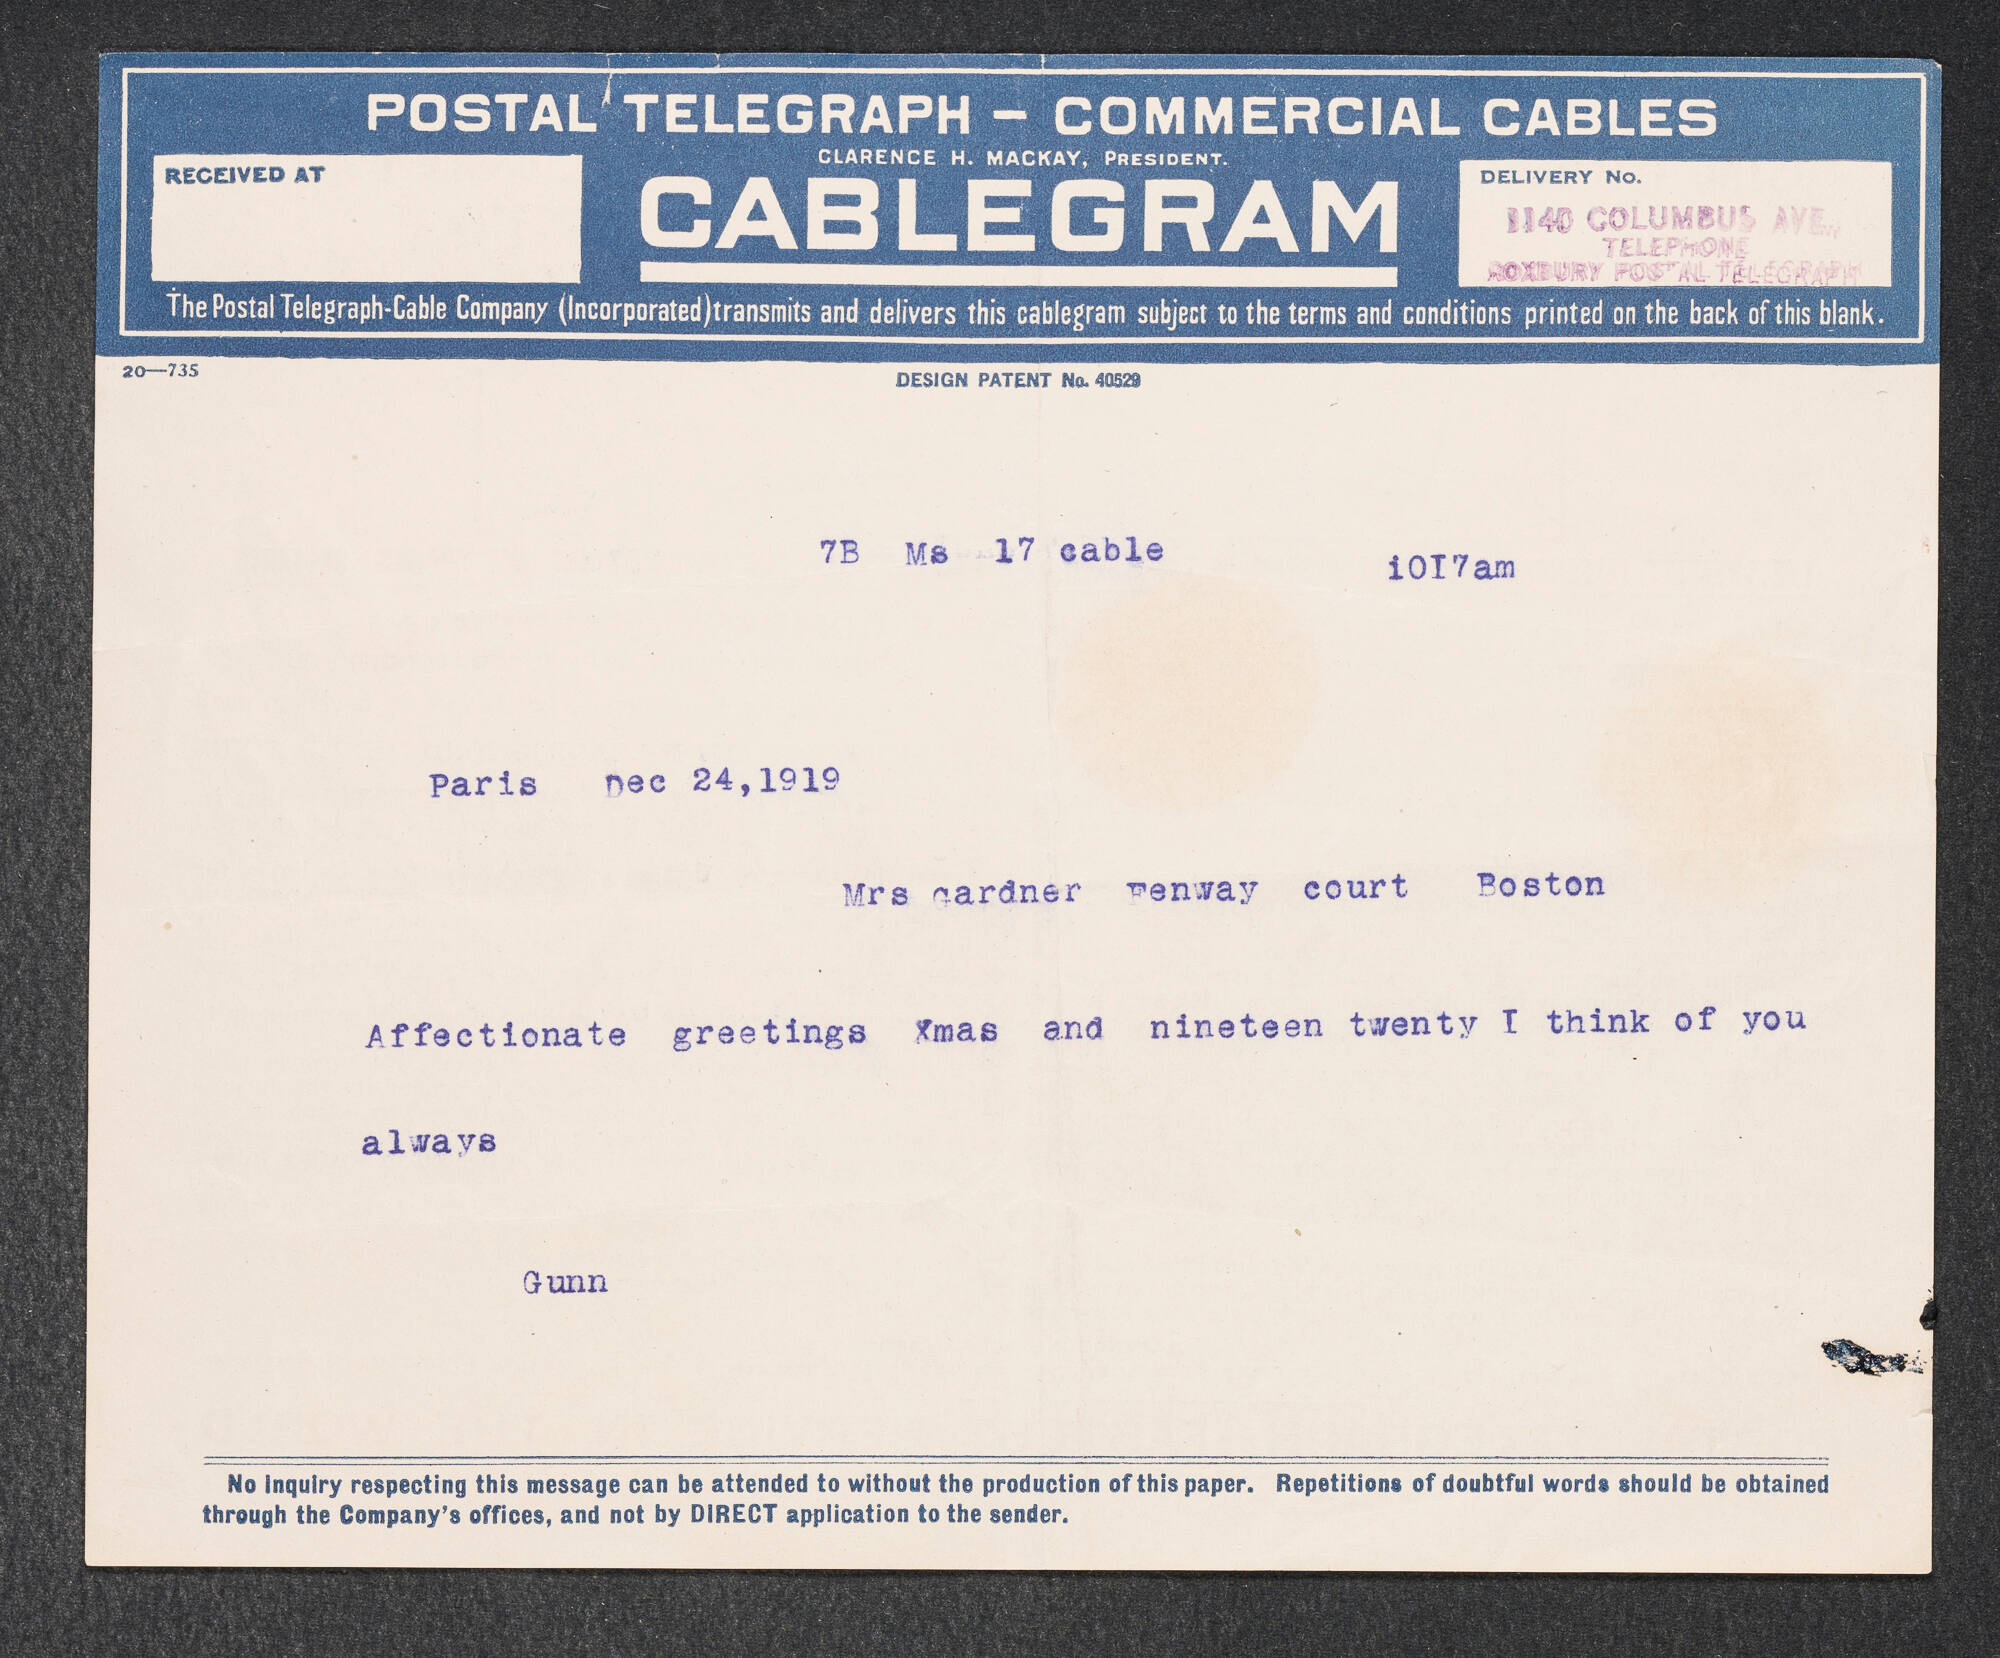 POSTAL TELEGRAPH – COMMERCIAL CABLES
CLARENCE H. MACKAY, PRESIDENT.
RECEIVED AT
CABLEGRAM
DELIVERY No.
1140 COLUMBUS AVE.,
TELEPHONE
ROXBURY POSTAL TELEGRAPH
The Postal Telegraph-Cable Company (Incorporated) transmits and delivers this cablegram subject to the terms and conditions printed on the back of this blank.
20—735
DESIGN PATENT No. 40529
7B Ms 17 cable i0I7am
Paris Dec 24,1919
Mrs Gardner Fenway court Boston
Affectionate greetings Xmas and nineteen twenty I think of you
always
Gunn
No inquiry respecting this message can be attended to without the production of this paper. Repetitions of doubtful words should be obtained
through the Company's offices, and not by DIRECT application to the sender.